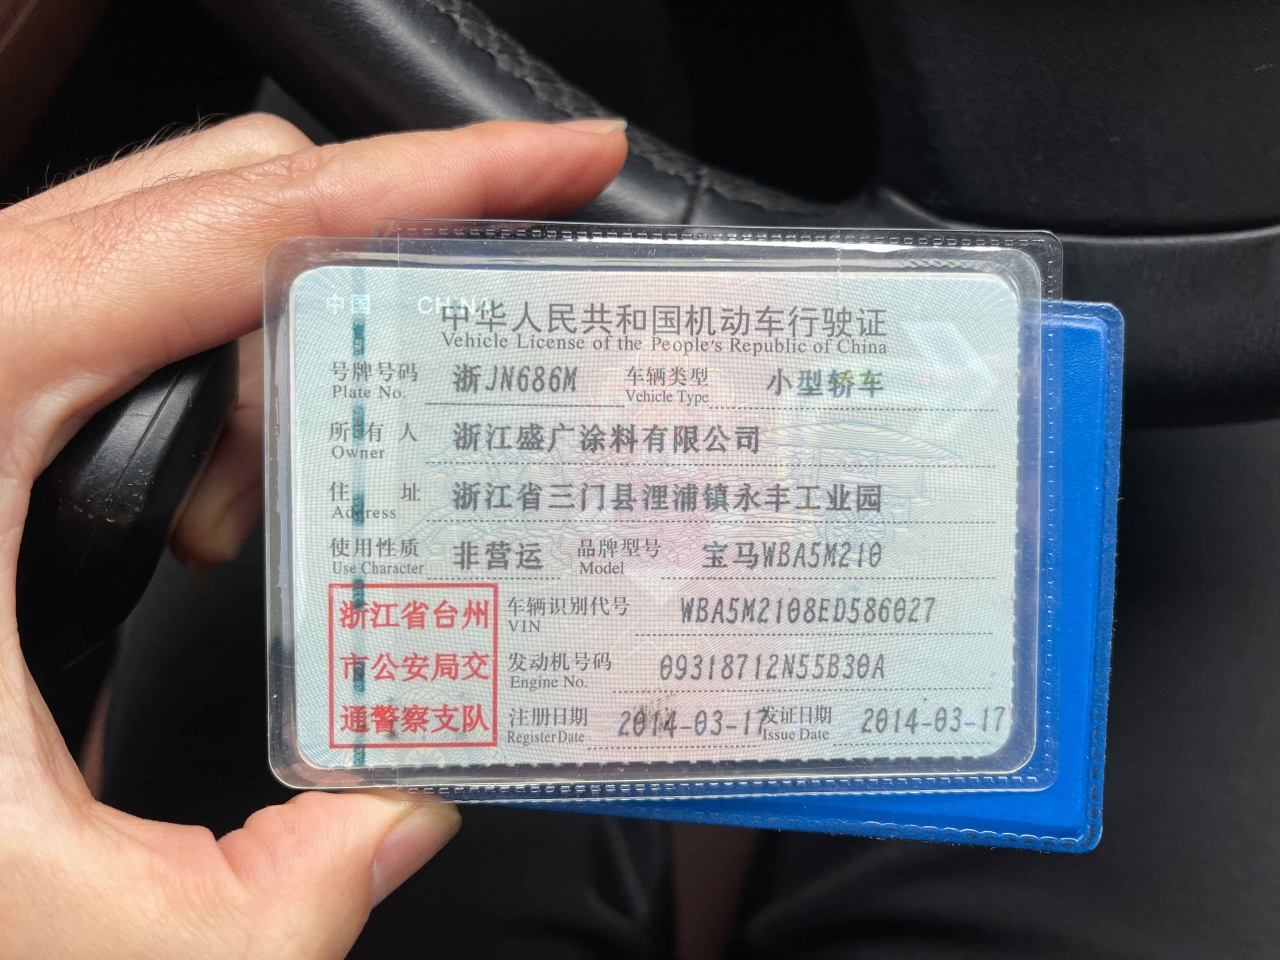 中国 CHINA
中华人民共和国机动车行驶证
Vehicle License of the People's Republic of China
号牌号码 浙JN686M 车辆类型 小型轿车
Plate No. Vehicle Type
所有人 浙江盛广涂料有限公司
Owner
住址 浙江省三门县浬浦镇永丰工业园
Address
使用性质 非营运 品牌型号 宝马WBA5M210
Use Character Model
浙江省台州
市公安局交
通警察支队
车辆识别代号 WBA5M2108ED586027
VIN
发动机号码 09318712N55B30A
Engine No.
注册日期 2014-03-17 发证日期 2014-03-17
Register Date Issue Date